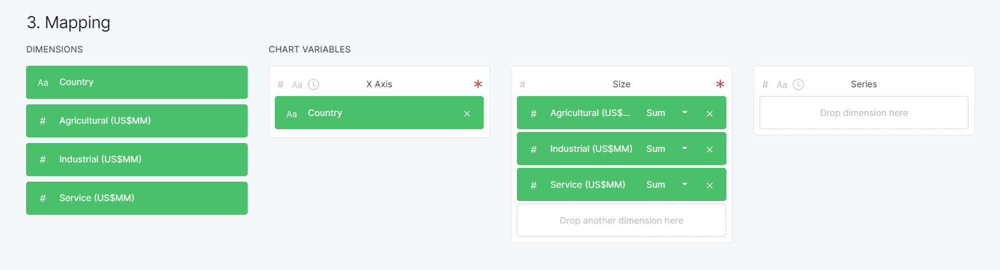 3. Mapping
DIMENSIONS
Aa Country
# Agricultural (US$MM)
# Industrial (US$MM)
# Service (US$MM)
CHART VARIABLES
# Aa X Axis *
Aa Country ×
# Size *
# Agricultural (US$... Sum ×
# Industrial (US$MM) Sum ×
# Service (US$MM) Sum ×
Drop another dimension here
# Aa Series
Drop dimension here